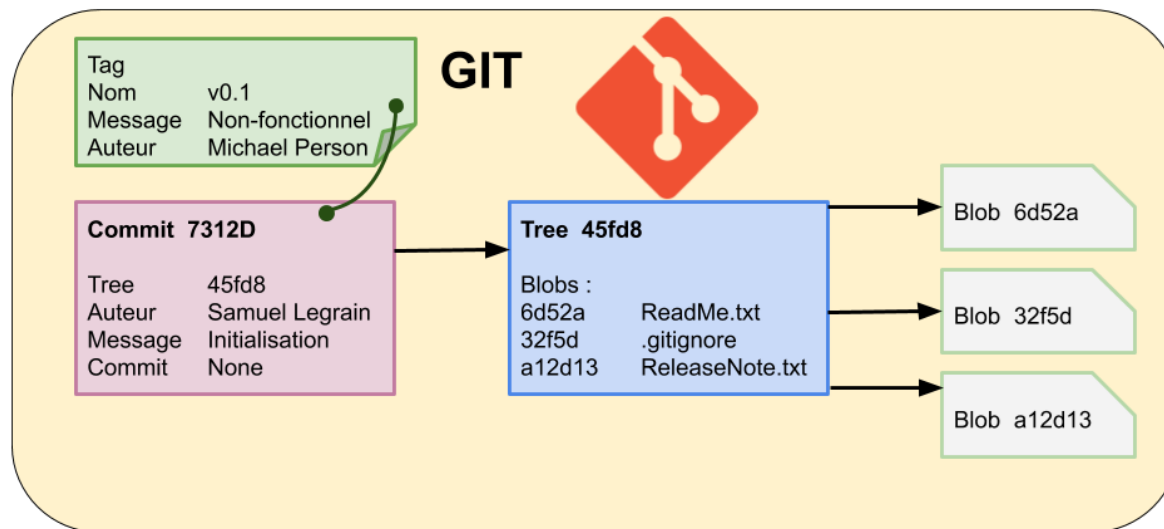 GIT
Tag
Nom v0.1
Message Non-fonctionnel
Auteur Michael Person
Commit 7312D
Tree 45fd8
Auteur Samuel Legrain
Message Initialisation
Commit None
Tree 45fd8
Blobs :
6d52a ReadMe.txt
32f5d .gitignore
a12d13 ReleaseNote.txt
Blob 6d52a
Blob 32f5d
Blob a12d13